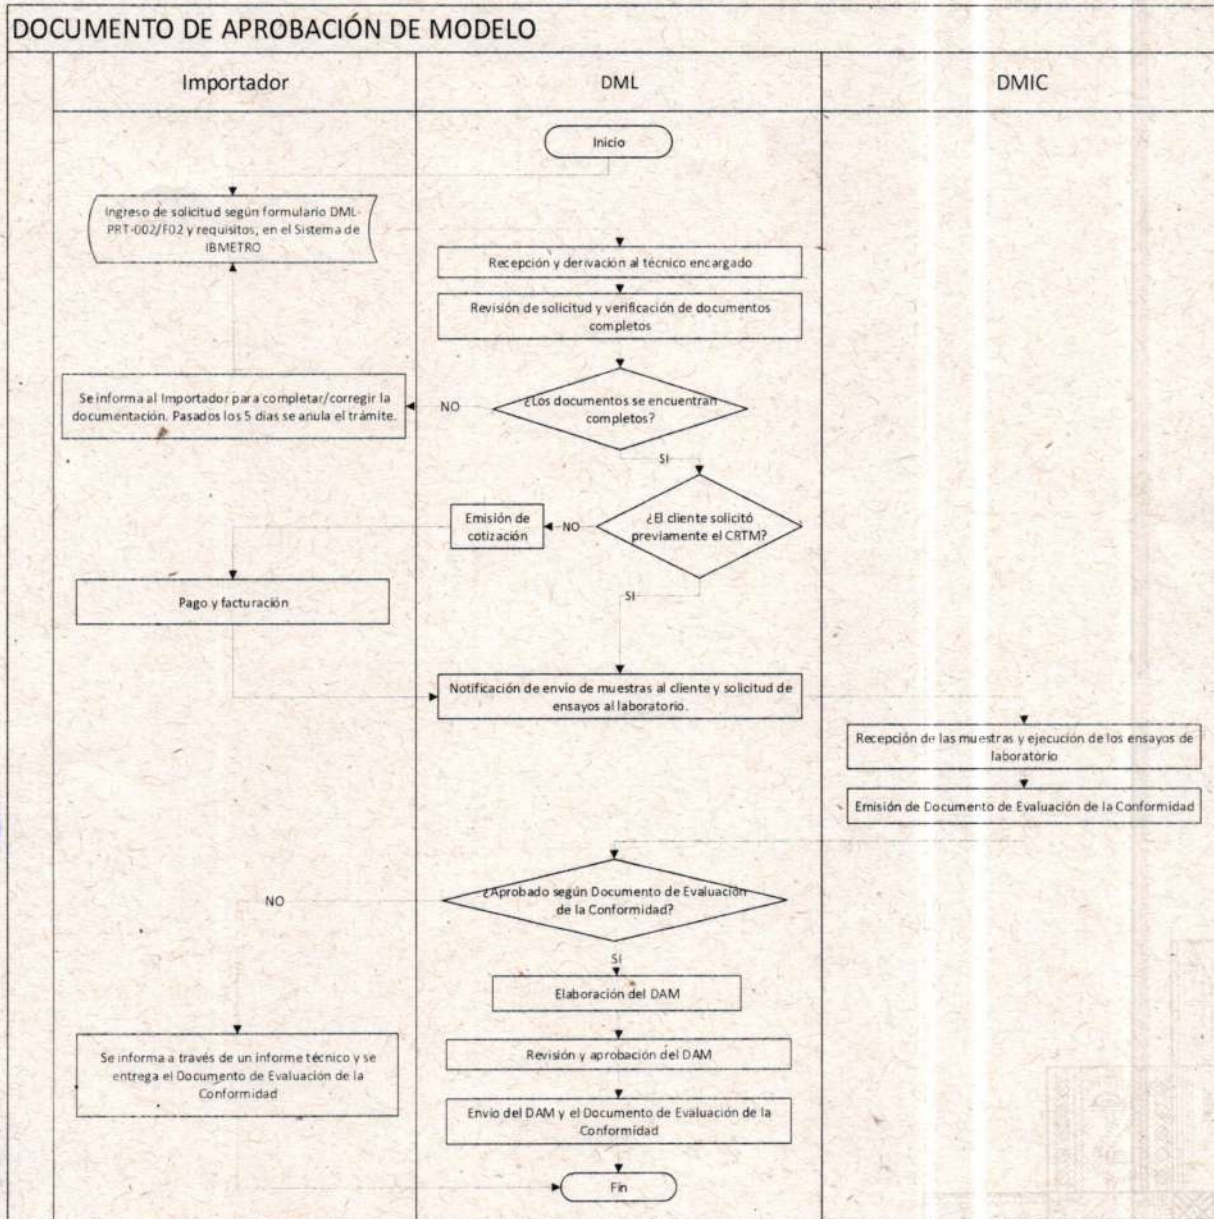 DOCUMENTO DE APROBACIÓN DE MODELO
Importador
DML
DMIC
Inicio
Ingreso de solicitud según formulario DML-
PRT-002/F02 y requisitos, en el Sistema de
IBMETRO
Recepción y derivación al técnico encargado
Revisión de solicitud y verificación de documentos
completos
¿Los documentos se encuentran
completos?
NO
Se informa al Importador para completar/corregir la
documentación. Pasados los 5 días se anula el trámite.
SI
¿El cliente solicitó
previamente el CRTM?
NO
Emisión de
cotización
Pago y facturación
SI
Notificación de envío de muestras al cliente y solicitud de
ensayos al laboratorio.
Recepción de las muestras y ejecución de los ensayos de
laboratorio
Emisión de Documento de Evaluación de la Conformidad
¿Aprobado según Documento de Evaluación
de la Conformidad?
NO
SI
Elaboración del DAM
Se informa a través de un informe técnico y se
entrega el Documento de Evaluación de la
Conformidad
Revisión y aprobación del DAM
Envío del DAM y el Documento de Evaluación de la
Conformidad
Fin